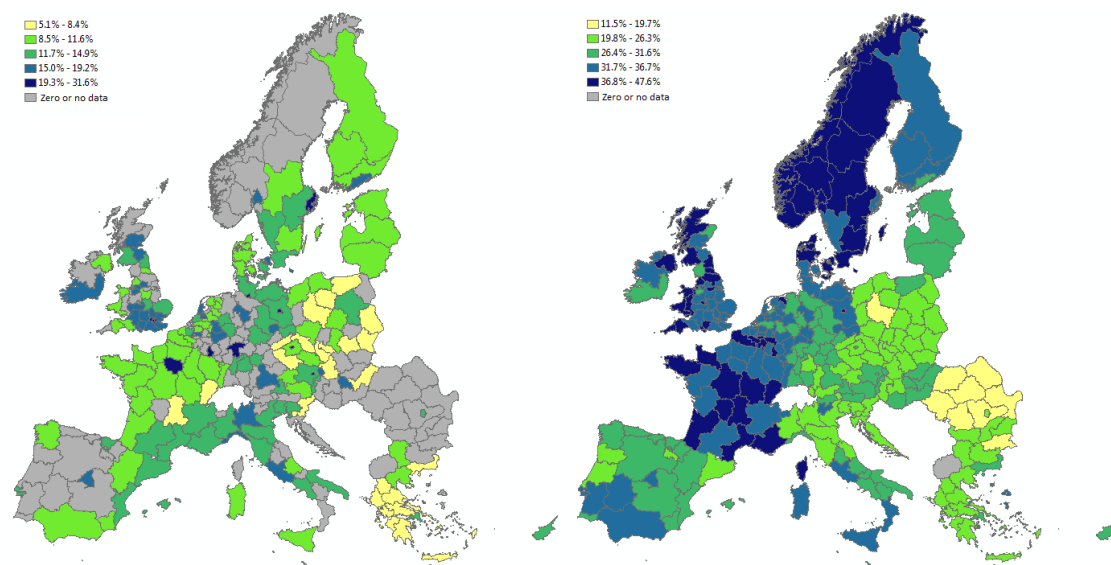 5.1% - 8.4%
8.5% - 11.6%
11.7% - 14.9%
15.0% - 19.2%
19.3% - 31.6%
Zero or no data
11.5% - 19.7%
19.8% - 26.3%
26.4% - 31.6%
31.7% - 36.7%
36.8% - 47.6%
Zero or no data